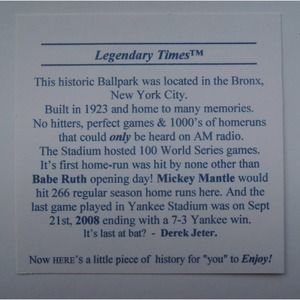 Legendary Times™
This historic Ballpark was located in the Bronx,
New York City.
Built in 1923 and home to many memories.
No hitters, perfect games & 1000's of homeruns
that could only be heard on AM radio.
The Stadium hosted 100 World Series games.
It's first home-run was hit by none other than
Babe Ruth opening day! Mickey Mantle would
hit 266 regular season home runs here. And the
last game played in Yankee Stadium was on Sept
21st, 2008 ending with a 7-3 Yankee win.
It's last at bat? - Derek Jeter.
Now HERE's a little piece of history for "you" to Enjoy!